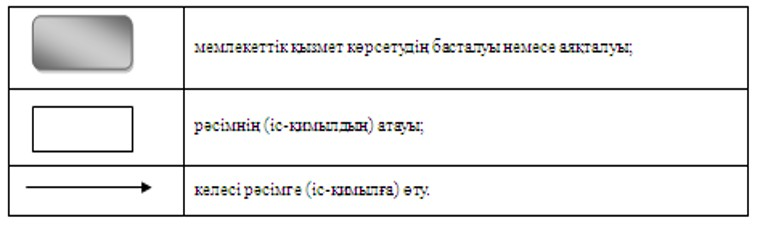 мемлекеттік қызмет көрсетудің басталуы немесе аяқталуы;
рәсімнің (іс-қимылдың) атауы;
келесі рәсімге (іс-қимылға) өту.